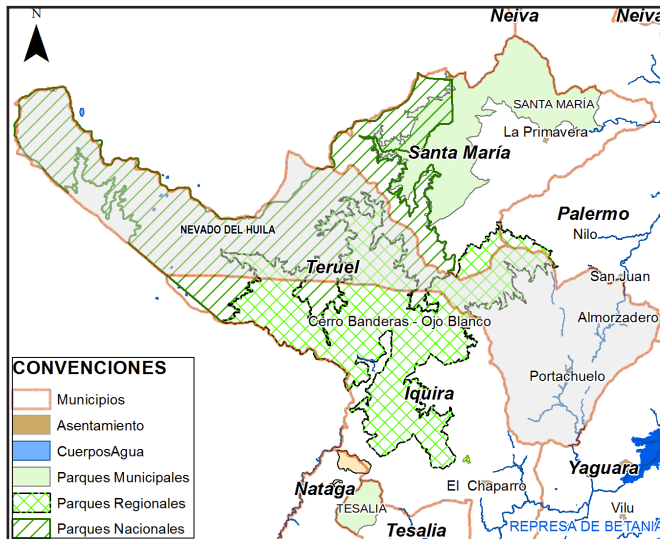 N
Neiva
Neiva
SANTA MARÍA
La Primavera
Santa María
Palermo
Nilo
NEVADO DEL HUILA
Teruel
San Juan
Almorzadero
Cerro Banderas - Ojo Blanco
Portachuelo
Iquira
CONVENCIONES
Municipios
Asentamiento
CuerposAgua
Parques Municipales
Parques Regionales
Parques Nacionales
Yaguara
Nataga
El Chaparro
Vilu
TESALIA
Tesalia
REPRESA DE BETANIA